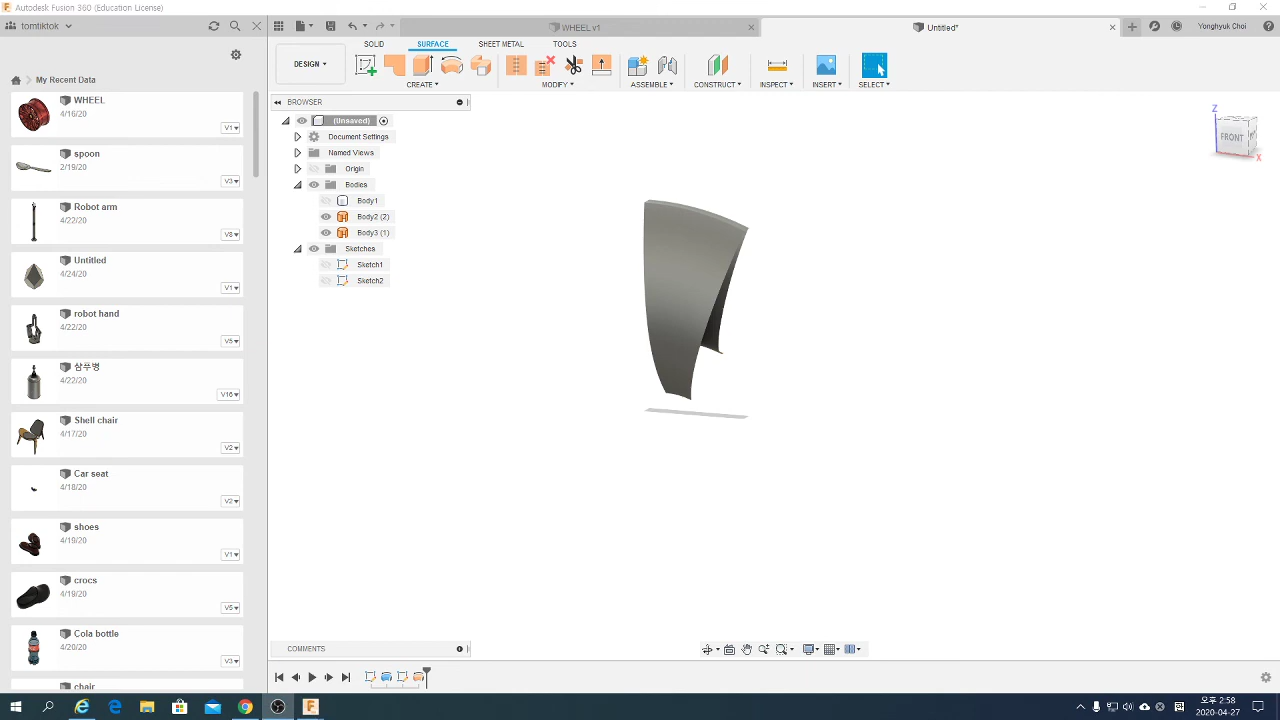 Autodesk Fusion 360 (Education License)
tomtiktok
WHEEL v1
Untitled*
Yonghyuk Choi
DESIGN
SOLID
SURFACE
SHEET METAL
TOOLS
CREATE
MODIFY
ASSEMBLE
CONSTRUCT
INSPECT
INSERT
SELECT
My Recent Data
WHEEL
4/16/20
V1
spoon
2/19/20
V3
Robot arm
4/22/20
V8
Untitled
4/24/20
V1
robot hand
4/22/20
V5
샴푸병
4/22/20
V16
Shell chair
4/17/20
V2
Car seat
4/18/20
V2
shoes
4/19/20
V1
crocs
4/19/20
V5
Cola bottle
4/20/20
V3
chair
BROWSER
(Unsaved)
Document Settings
Named Views
Origin
Bodies
Body1
Body2 (2)
Body3 (1)
Sketches
Sketch1
Sketch2
Z
FRONT
X
COMMENTS
오후 2:58
2020-04-27